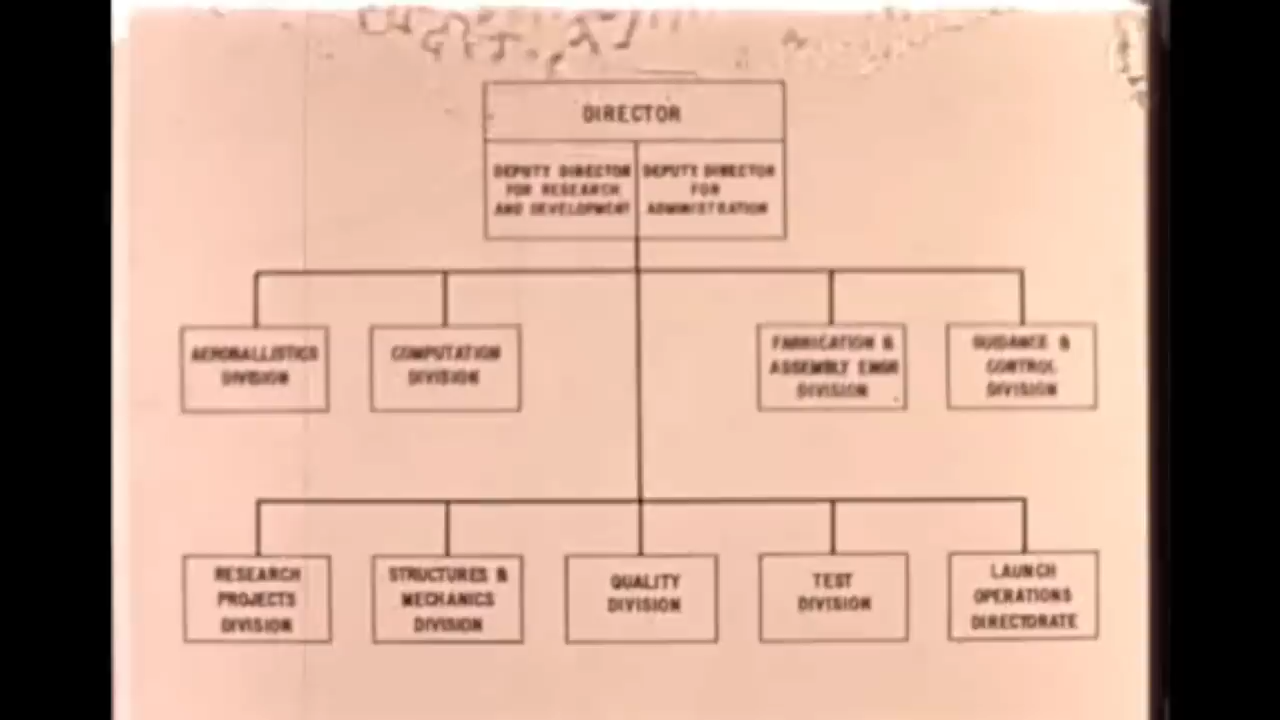 DIRECTOR
DEPUTY DIRECTOR
FOR RESEARCH
AND DEVELOPMENT
DEPUTY DIRECTOR
FOR
ADMINISTRATION
AEROBALLISTICS
DIVISION
COMPUTATION
DIVISION
FABRICATION &
ASSEMBLY ENGR
DIVISION
GUIDANCE &
CONTROL
DIVISION
RESEARCH
PROJECTS
DIVISION
STRUCTURES &
MECHANICS
DIVISION
QUALITY
DIVISION
TEST
DIVISION
LAUNCH
OPERATIONS
DIRECTORATE